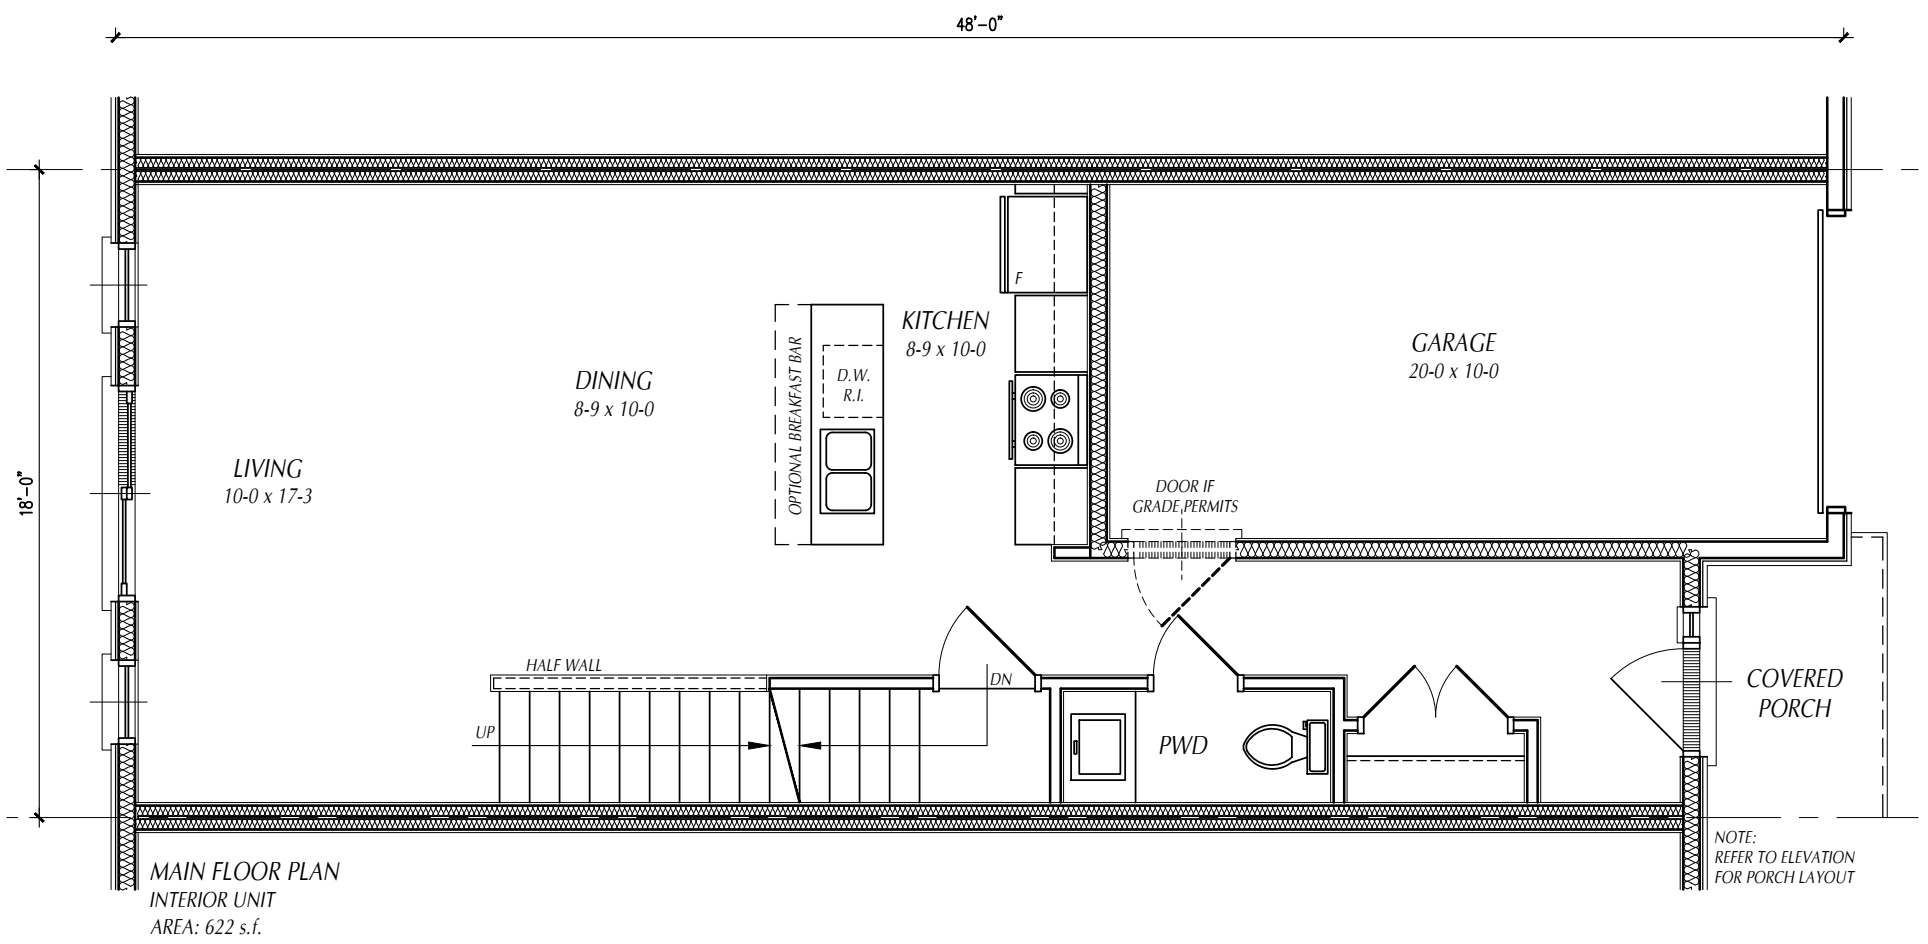 48'-0"
KITCHEN
8-9 x 10-0
F
GARAGE
20-0 x 10-0
DINING
8-9 x 10-0
OPTIONAL BREAKFAST BAR
D.W.
R.I.
LIVING
10-0 x 17-3
18'-0"
DOOR IF
GRADE PERMITS
HALF WALL
DN
UP
PWD
COVERED
PORCH
NOTE:
REFER TO ELEVATION
FOR PORCH LAYOUT
MAIN FLOOR PLAN
INTERIOR UNIT
AREA: 622 s.f.